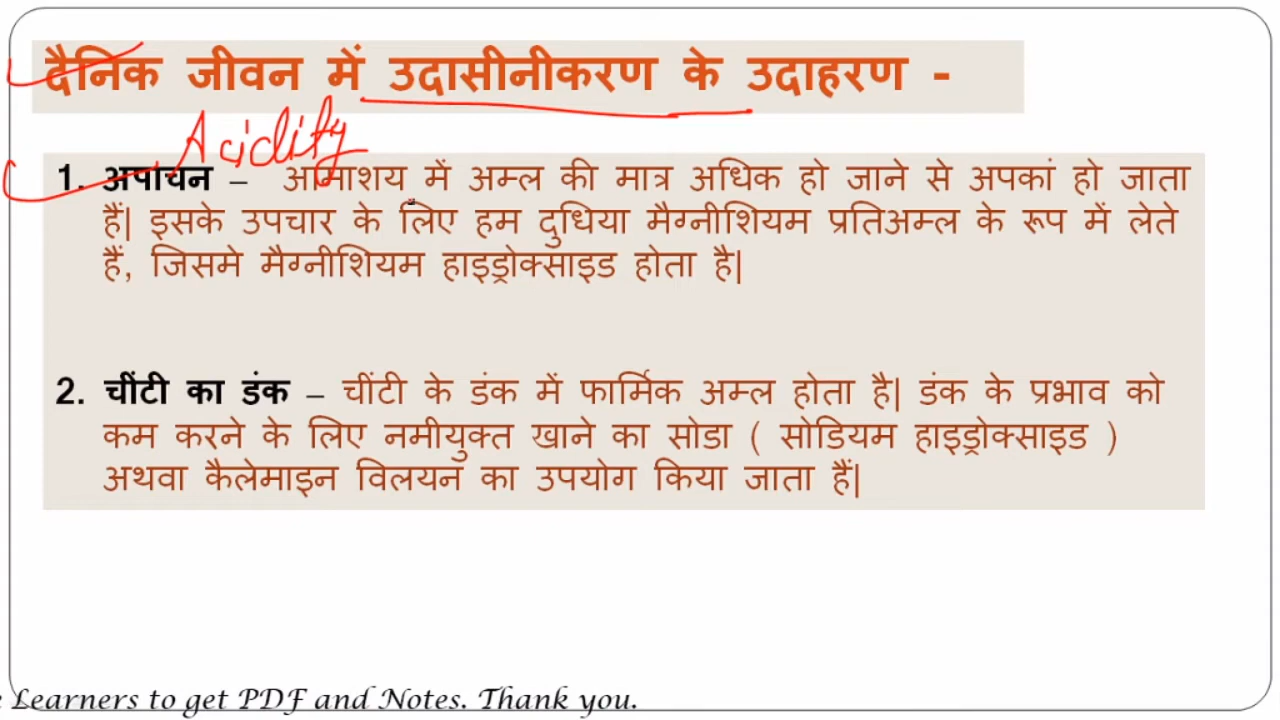 दैनिक जीवन में उदासीनीकरण के उदाहरण -
Acidity
1. अपाचन – आमाशय में अम्ल की मात्र अधिक हो जाने से अपकां हो जाता
हैं| इसके उपचार के लिए हम दुधिया मैग्नीशियम प्रतिअम्ल के रूप में लेते
हैं, जिसमे मैग्नीशियम हाइड्रोक्साइड होता है|
2. चींटी का डंक – चींटी के डंक में फार्मिक अम्ल होता है| डंक के प्रभाव को
कम करने के लिए नमीयुक्त खाने का सोडा ( सोडियम हाइड्रोक्साइड )
अथवा कैलेमाइन विलयन का उपयोग किया जाता हैं|
Learners to get PDF and Notes. Thank you.